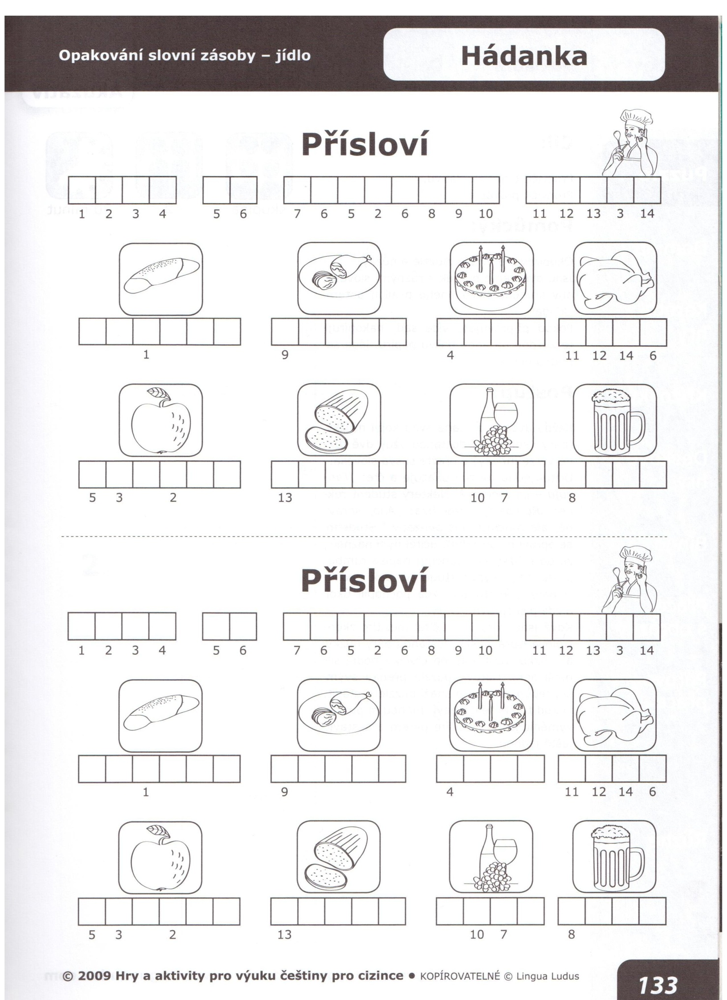 Opakování slovní zásoby – jídlo
Hádanka
Přísloví
1 2 3 4 5 6 7 6 5 2 6 8 9 10 11 12 13 3 14
1 9 4 11 12 14 6
5 3 2 13 10 7 8
Přísloví
1 2 3 4 5 6 7 6 5 2 6 8 9 10 11 12 13 3 14
1 9 4 11 12 14 6
5 3 2 13 10 7 8
© 2009 Hry a aktivity pro výuku češtiny pro cizince • KOPÍROVATELNÉ © Lingua Ludus
133